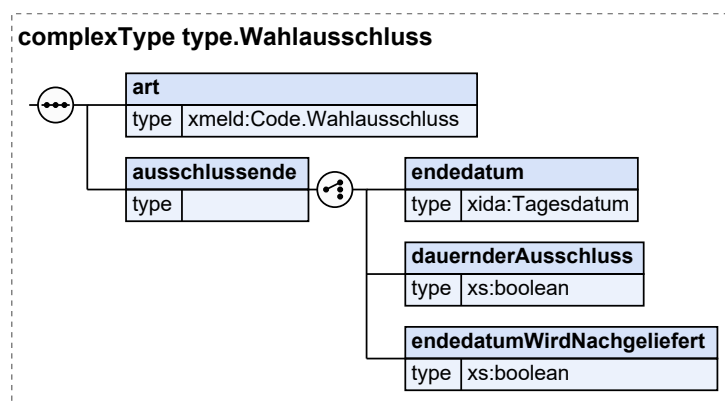 complexType type.Wahlausschluss
art
type xmeld:Code.Wahlausschluss
ausschlussende
type
endedatum
type xida:Tagesdatum
dauernderAusschluss
type xs:boolean
endedatumWirdNachgeliefert
type xs:boolean